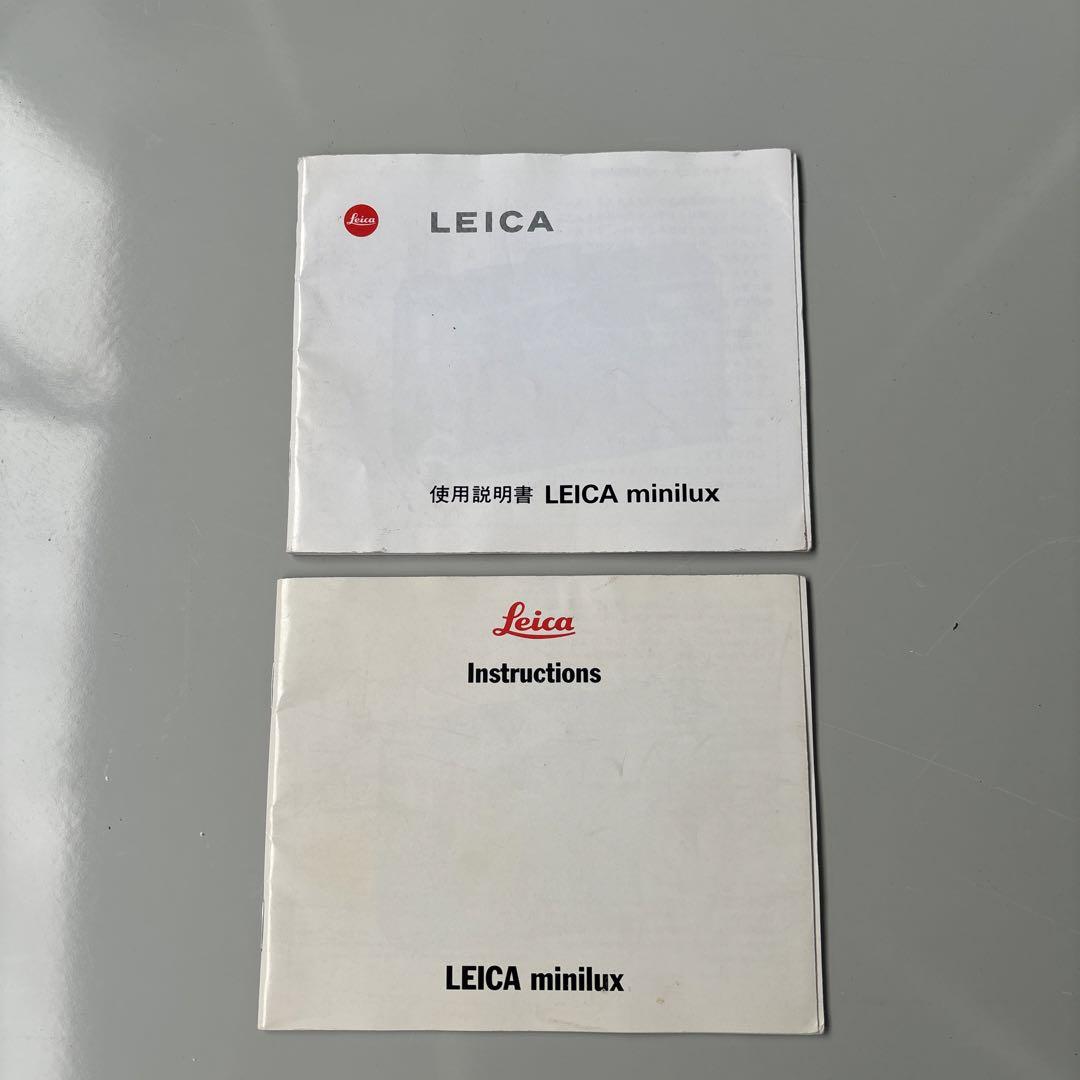 Leica LEICA
使用説明書 LEICA minilux
Leica
Instructions
LEICA minilux